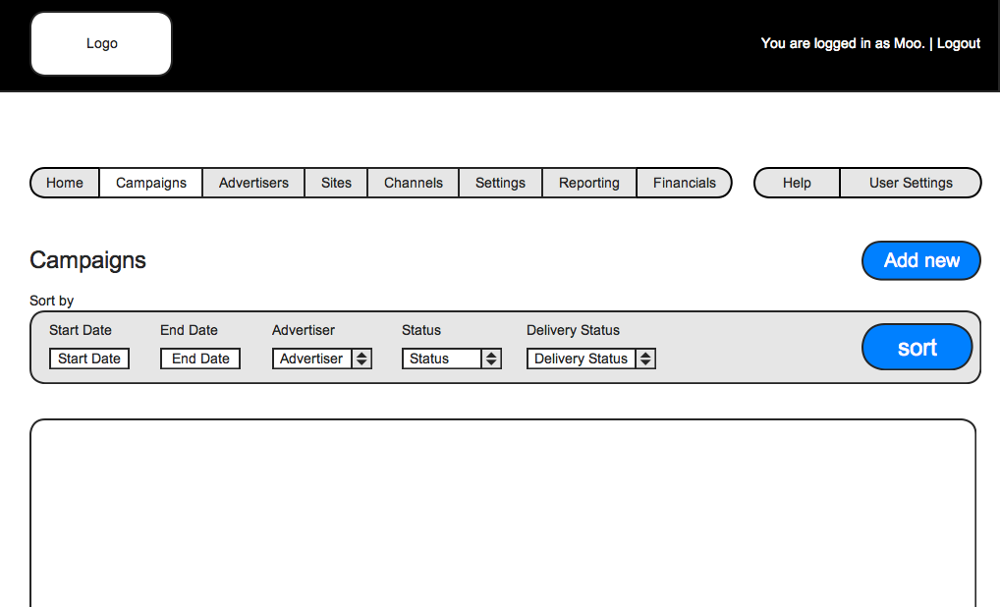 Logo
You are logged in as Moo. | Logout
Home Campaigns Advertisers Sites Channels Settings Reporting Financials Help User Settings
Campaigns
Add new
Sort by
Start Date End Date Advertiser Status Delivery Status
Start Date End Date Advertiser Status Delivery Status
sort